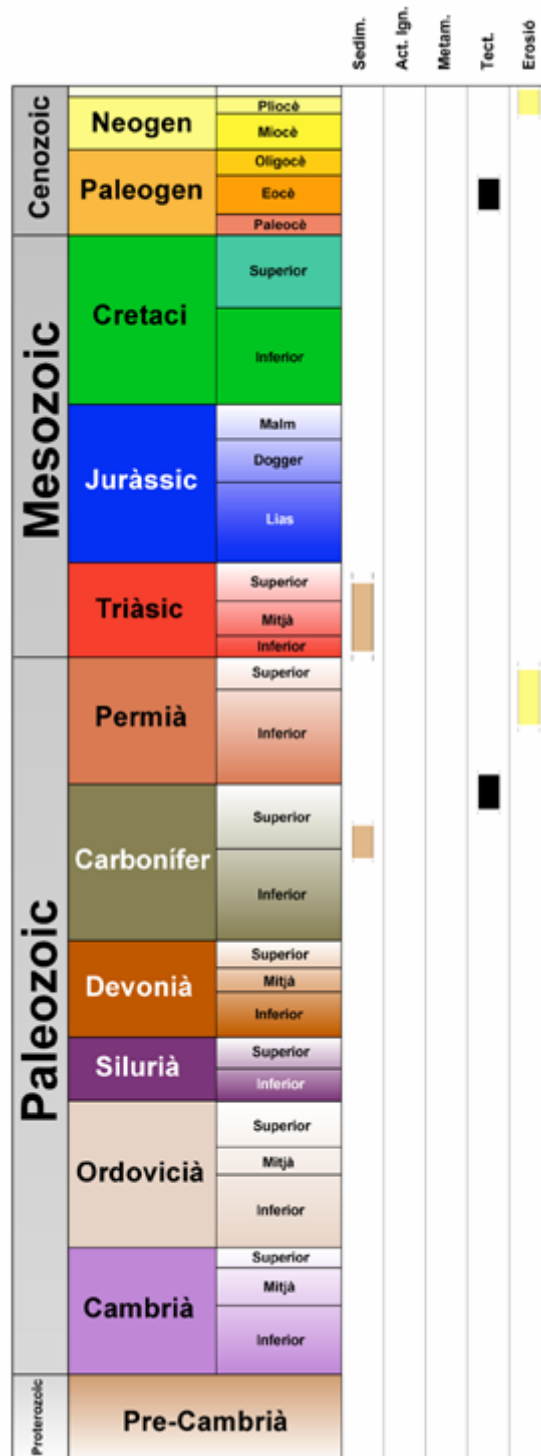 Sedim.
Act. Ign.
Metam.
Tect.
Erosió
Cenozoic
Neogen
Pliocè
Miocè
Paleogen
Oligocè
Eocè
Paleocè
Mesozoic
Cretaci
Superior
Inferior
Juràssic
Malm
Dogger
Lias
Triàsic
Superior
Mitjà
Inferior
Paleozoic
Permià
Superior
Inferior
Carbonífer
Superior
Inferior
Devonià
Superior
Mitjà
Inferior
Silurià
Superior
Inferior
Ordovicià
Superior
Mitjà
Inferior
Cambrià
Superior
Mitjà
Inferior
Proterozoic
Pre-Cambrià